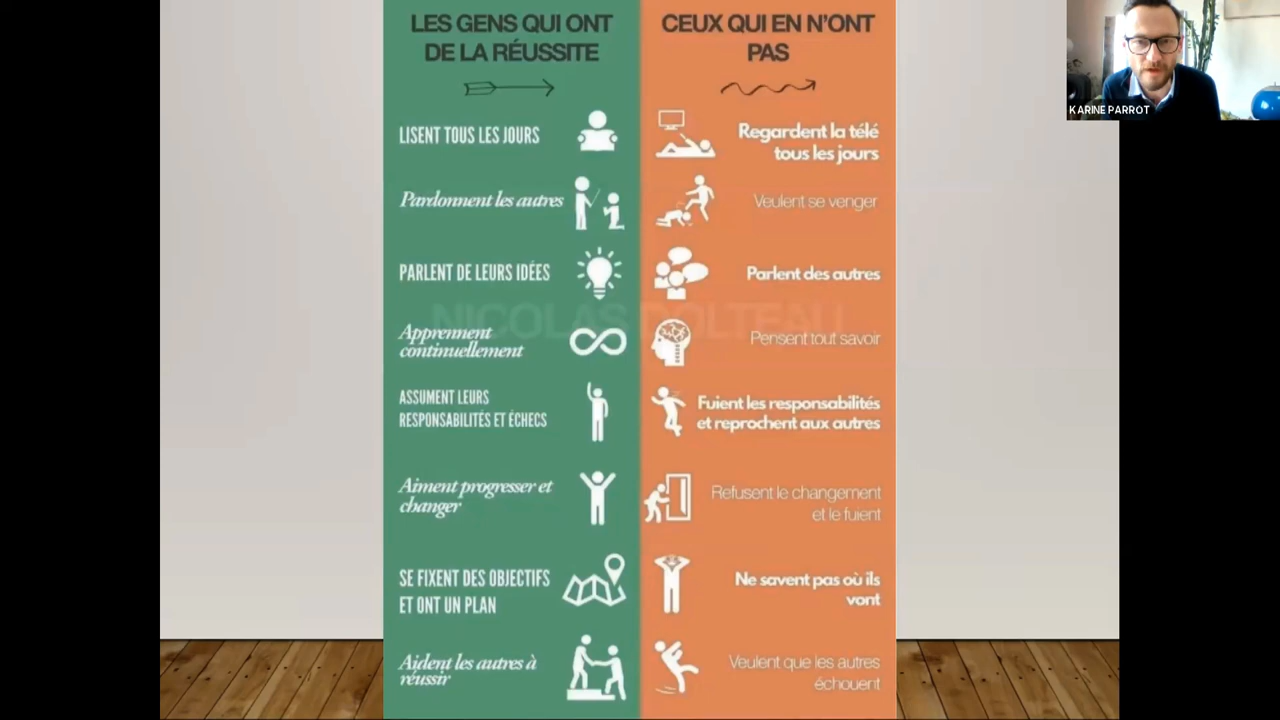 LES GENS QUI ONT
DE LA RÉUSSITE
CEUX QUI EN N'ONT
PAS
KARINE PARROT
LISENT TOUS LES JOURS
Regardent la télé
tous les jours
Pardonnent les autres
Veulent se venger
PARLENT DE LEURS IDÉES
Parlent des autres
NICOLAS DOLTEAU
Apprennent
continuellement
Pensent tout savoir
ASSUMENT LEURS
RESPONSABILITÉS ET ÉCHECS
Fuient les responsabilités
et reprochent aux autres
Aiment progresser et
changer
Refusent le changement
et le fuient
SE FIXENT DES OBJECTIFS
ET ONT UN PLAN
Ne savent pas où ils
vont
Aident les autres à
réussir
Veulent que les autres
échouent